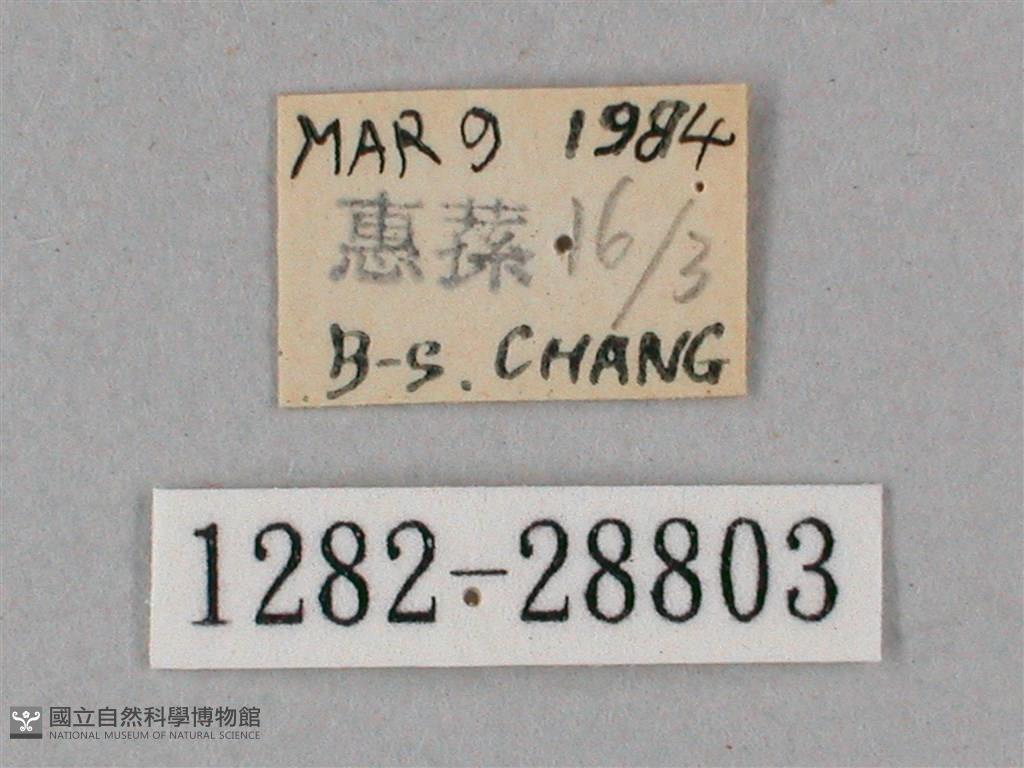 MAR 9 1984
惠蓀 16/3
B-S. CHANG
1282-28803
國立自然科學博物館
NATIONAL MUSEUM OF NATURAL SCIENCE